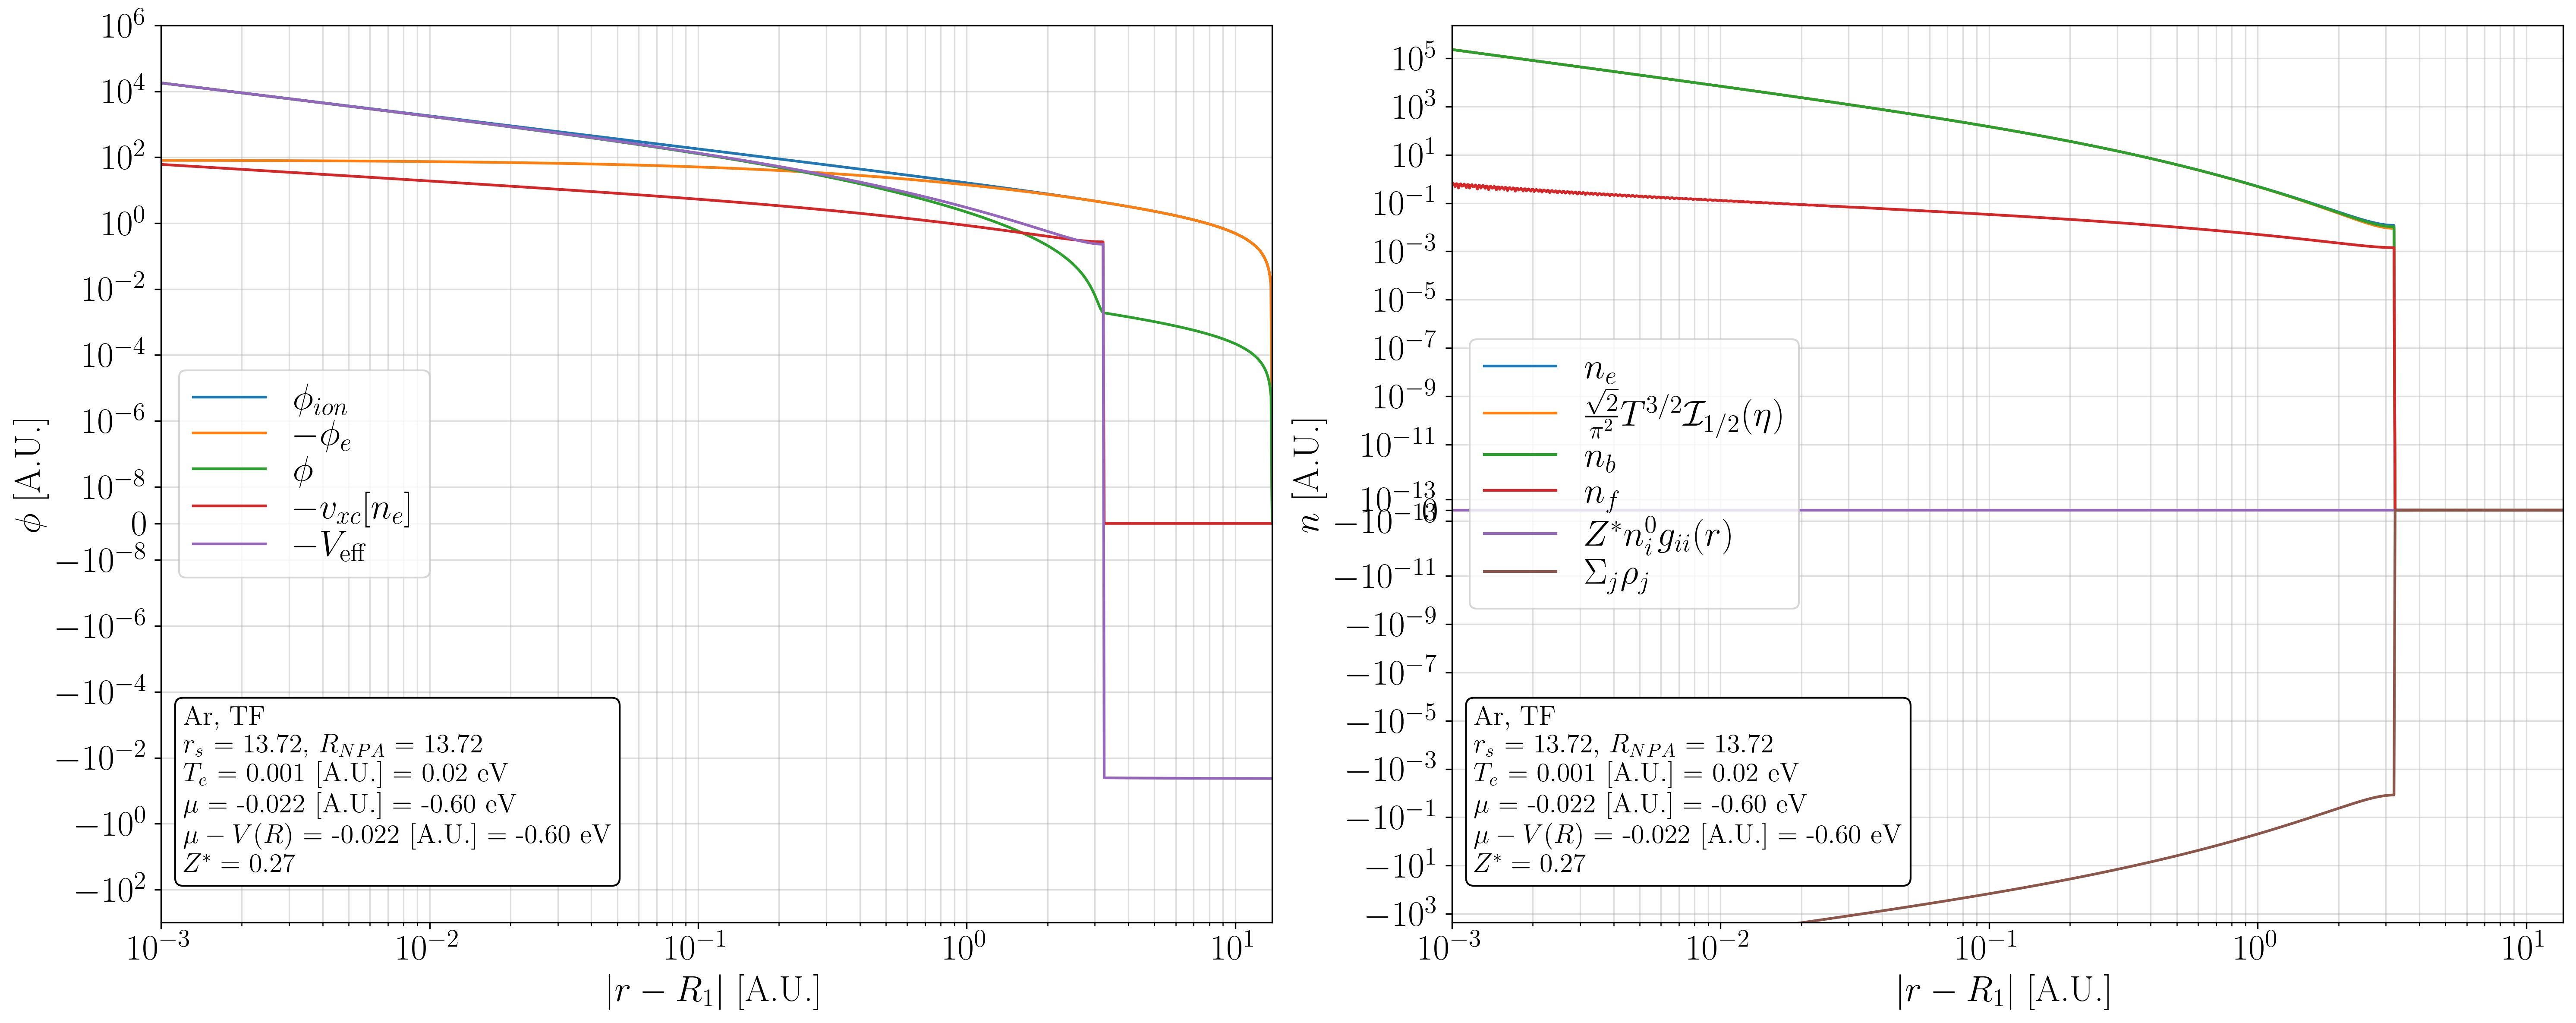 10^6
10^4
10^2
10^0
10^−2
10^−4
10^−6
10^−8
0
−10^−8
−10^−6
−10^−4
−10^−2
−10^0
−10^2
ϕ [A.U.]
ϕ_ion
−ϕ_e
ϕ
−v_xc[n_e]
−V_eff
Ar, TF
r_s = 13.72, R_NPA = 13.72
T_e = 0.001 [A.U.] = 0.02 eV
μ = -0.022 [A.U.] = -0.60 eV
μ − V(R) = -0.022 [A.U.] = -0.60 eV
Z* = 0.27
10^−3 10^−2 10^−1 10^0 10^1
|r − R_1| [A.U.]
10^5
10^3
10^1
10^−1
10^−3
10^−5
10^−7
10^−9
10^−11
10^−13
0
−10^−13
−10^−11
−10^−9
−10^−7
−10^−5
−10^−3
−10^−1
−10^1
−10^3
n [A.U.]
n_e
√2/π^2 T^3/2 I_1/2(η)
n_b
n_f
Z*n_i^0 g_ii(r)
Σ_j ρ_j
Ar, TF
r_s = 13.72, R_NPA = 13.72
T_e = 0.001 [A.U.] = 0.02 eV
μ = -0.022 [A.U.] = -0.60 eV
μ − V(R) = -0.022 [A.U.] = -0.60 eV
Z* = 0.27
10^−3 10^−2 10^−1 10^0 10^1
|r − R_1| [A.U.]